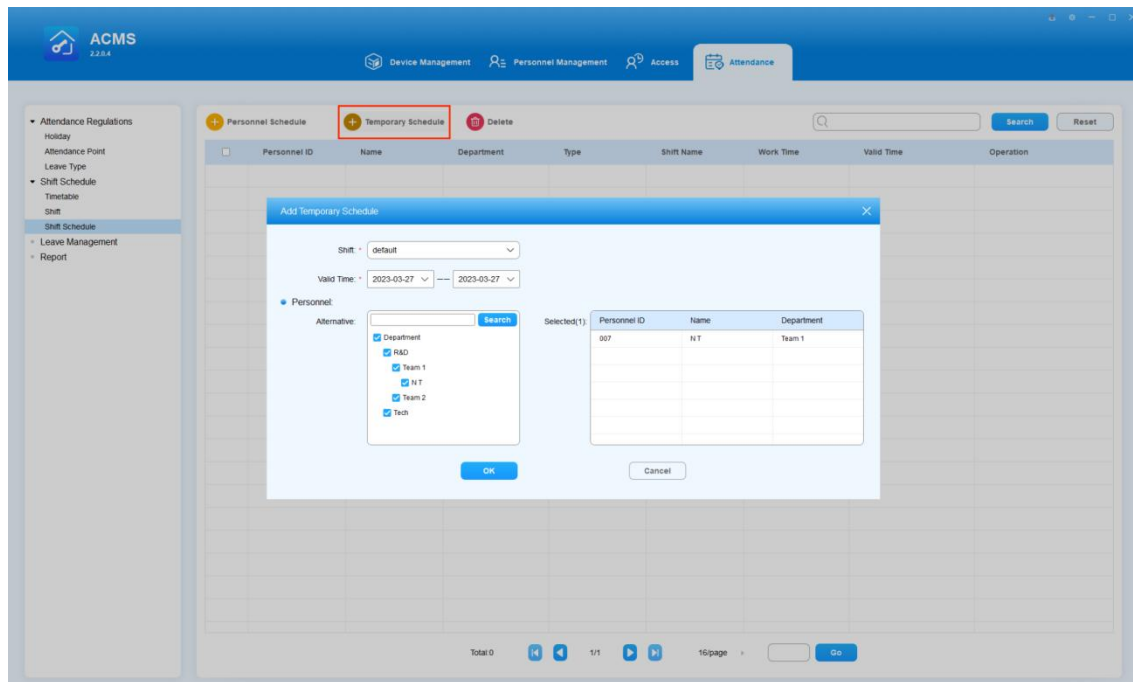 ACMS
2.2.0.4
Device Management Personnel Management Access Attendance
Attendance Regulations
Holiday
Attendance Point
Leave Type
Shift Schedule
Timetable
Shift
Shift Schedule
Leave Management
Report
Personnel Schedule Temporary Schedule Delete Search Reset
Personnel ID Name Department Type Shift Name Work Time Valid Time Operation
Add Temporary Schedule
Shift: * default
Valid Time: * 2023-03-27 —— 2023-03-27
Personnel:
Alternative: Search
Department
R&D
Team 1
N T
Team 2
Tech
Selected(1): Personnel ID Name Department
007 N T Team 1
OK Cancel
Total:0 1/1 16/page Go